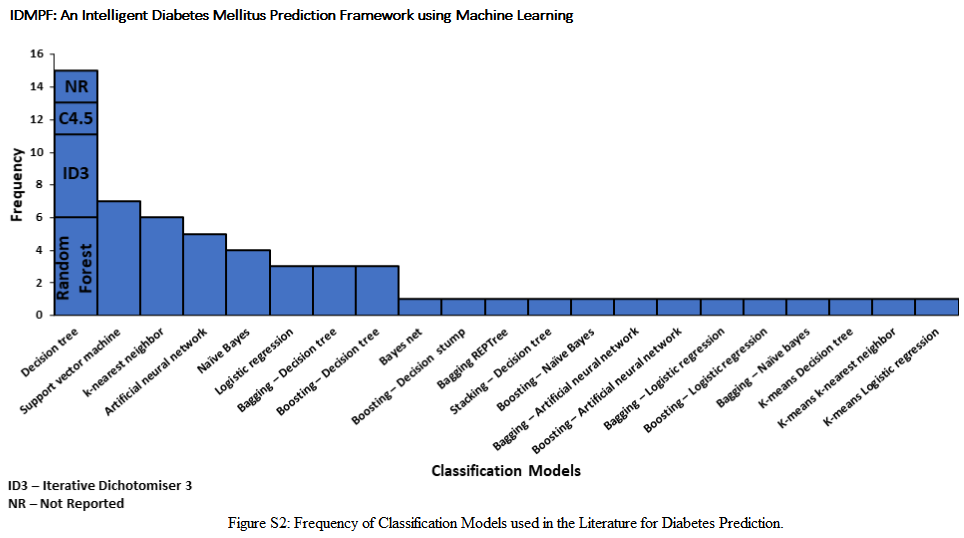 IDMPF: An Intelligent Diabetes Mellitus Prediction Framework using Machine Learning
16
14
12
10
8
6
4
2
0
Frequency
NR
C4.5
ID3
Random
Forest
Decision tree
Support vector machine
k-nearest neighbor
Artificial neural network
Naïve Bayes
Logistic regression
Bagging – Decision tree
Boosting – Decision tree
Bayes net
Boosting – Decision stump
Bagging REPTree
Stacking – Decision tree
Boosting – Naïve Bayes
Bagging – Artificial neural network
Boosting – Artificial neural network
Bagging – Logistic regression
Boosting – Logistic regression
Bagging – Naïve bayes
K-means Decision tree
K-means k-nearest neighbor
K-means Logistic regression
Classification Models
ID3 – Iterative Dichotomiser 3
NR – Not Reported
Figure S2: Frequency of Classification Models used in the Literature for Diabetes Prediction.